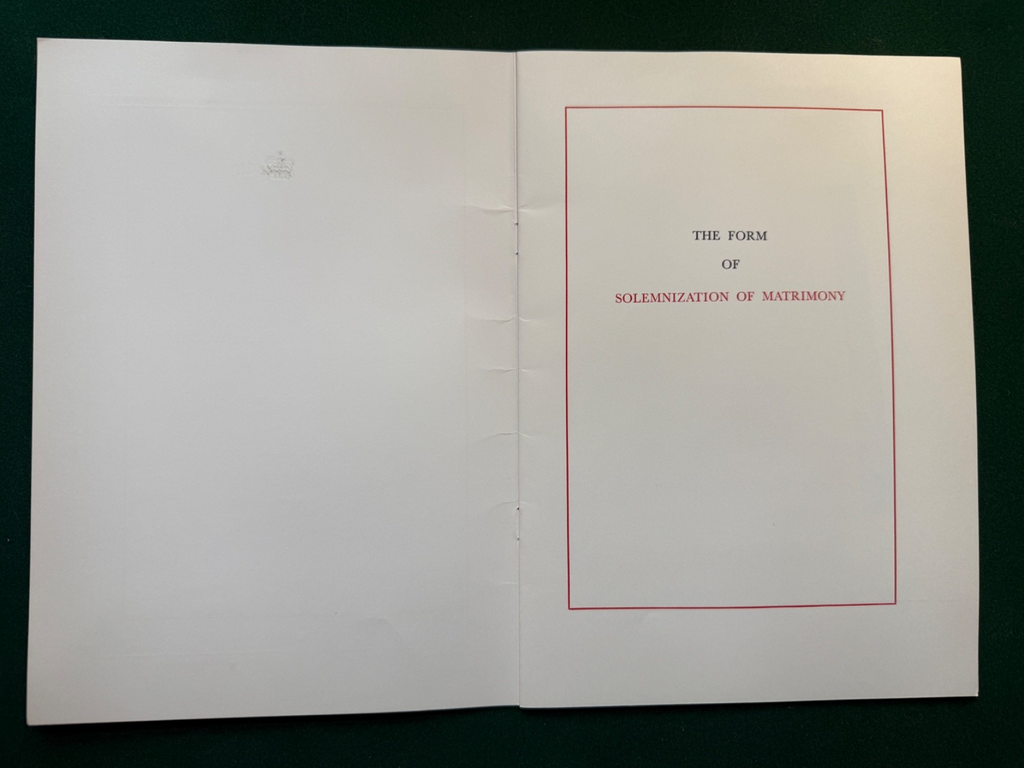 THE FORM
OF
SOLEMNIZATION OF MATRIMONY